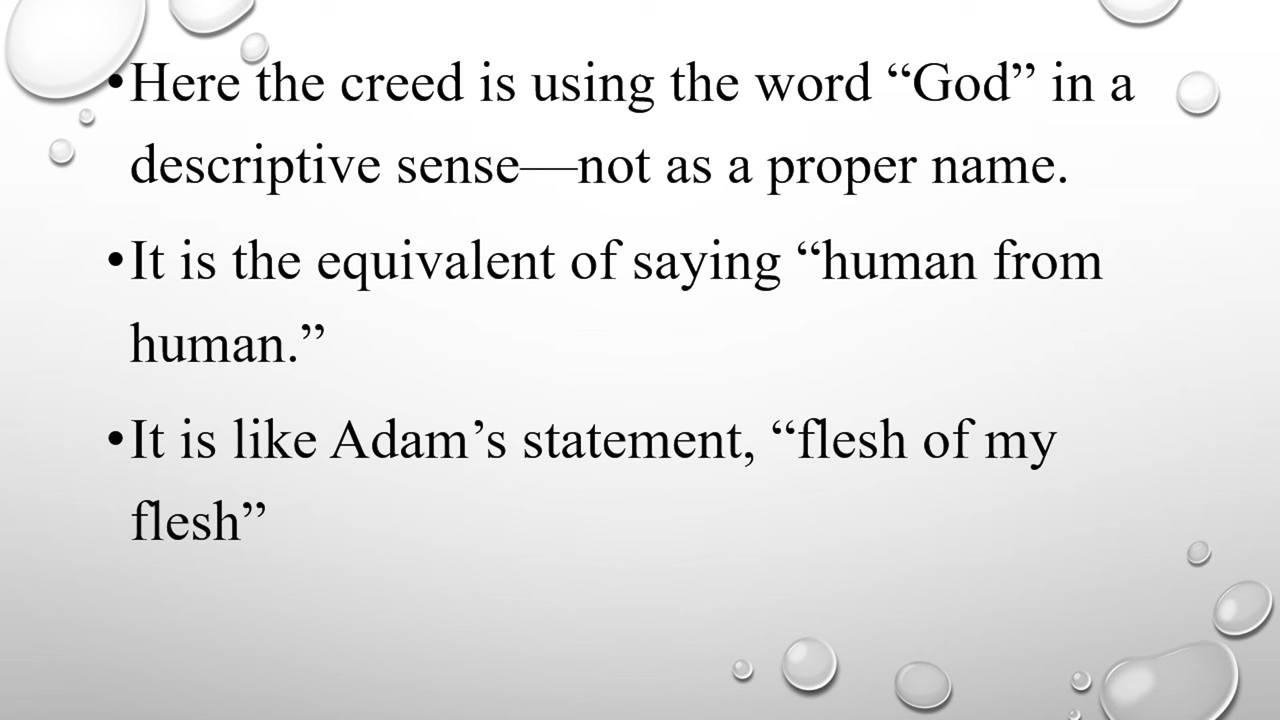 •Here the creed is using the word “God” in a
descriptive sense—not as a proper name.
•It is the equivalent of saying “human from
human.”
•It is like Adam’s statement, “flesh of my
flesh”